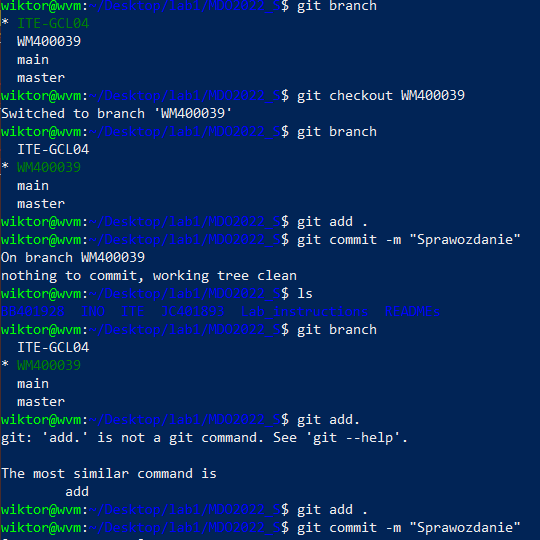 wiktor@wvm:~/Desktop/lab1/MDO2022_S$ git branch
* ITE-GCL04
  WM400039
  main
  master
wiktor@wvm:~/Desktop/lab1/MDO2022_S$ git checkout WM400039
Switched to branch 'WM400039'
wiktor@wvm:~/Desktop/lab1/MDO2022_S$ git branch
  ITE-GCL04
* WM400039
  main
  master
wiktor@wvm:~/Desktop/lab1/MDO2022_S$ git add .
wiktor@wvm:~/Desktop/lab1/MDO2022_S$ git commit -m "Sprawozdanie"
On branch WM400039
nothing to commit, working tree clean
wiktor@wvm:~/Desktop/lab1/MDO2022_S$ ls
INO  ITE  lab_instructions  READMEs
wiktor@wvm:~/Desktop/lab1/MDO2022_S$ git branch
  ITE-GCL04
* WM400039
  main
  master
wiktor@wvm:~/Desktop/lab1/MDO2022_S$ git add.
git: 'add.' is not a git command. See 'git --help'.

The most similar command is
        add
wiktor@wvm:~/Desktop/lab1/MDO2022_S$ git add .
wiktor@wvm:~/Desktop/lab1/MDO2022_S$ git commit -m "Sprawozdanie"